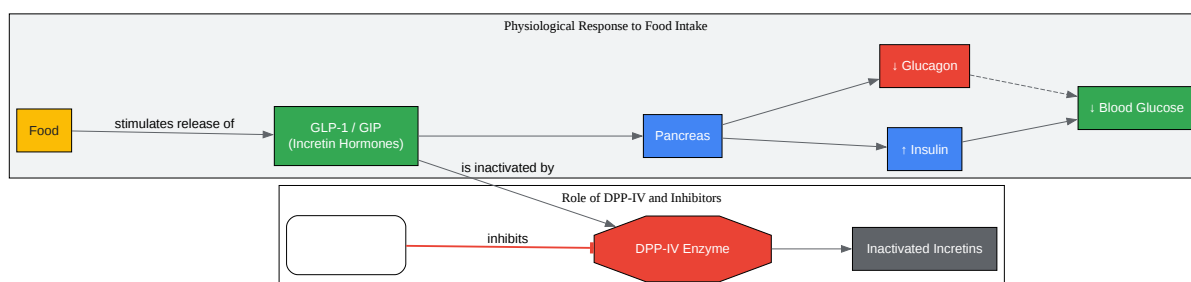 Physiological Response to Food Intake
Food
stimulates release of
GLP-1 / GIP
(Incretin Hormones)
Pancreas
↓ Glucagon
↑ Insulin
↓ Blood Glucose
is inactivated by
Role of DPP-IV and Inhibitors
inhibits
DPP-IV Enzyme
Inactivated Incretins